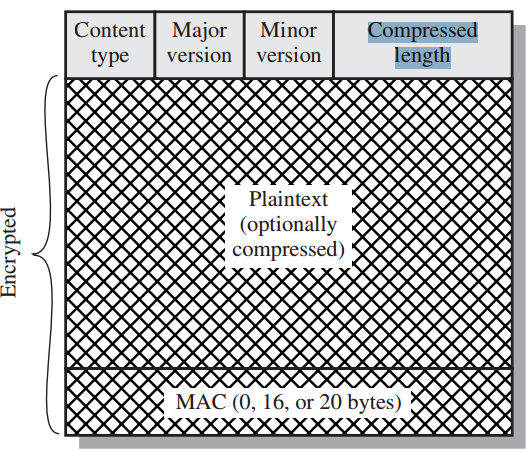 Content type
Major version
Minor version
Compressed length
Encrypted
Plaintext
(optionally
compressed)
MAC (0, 16, or 20 bytes)